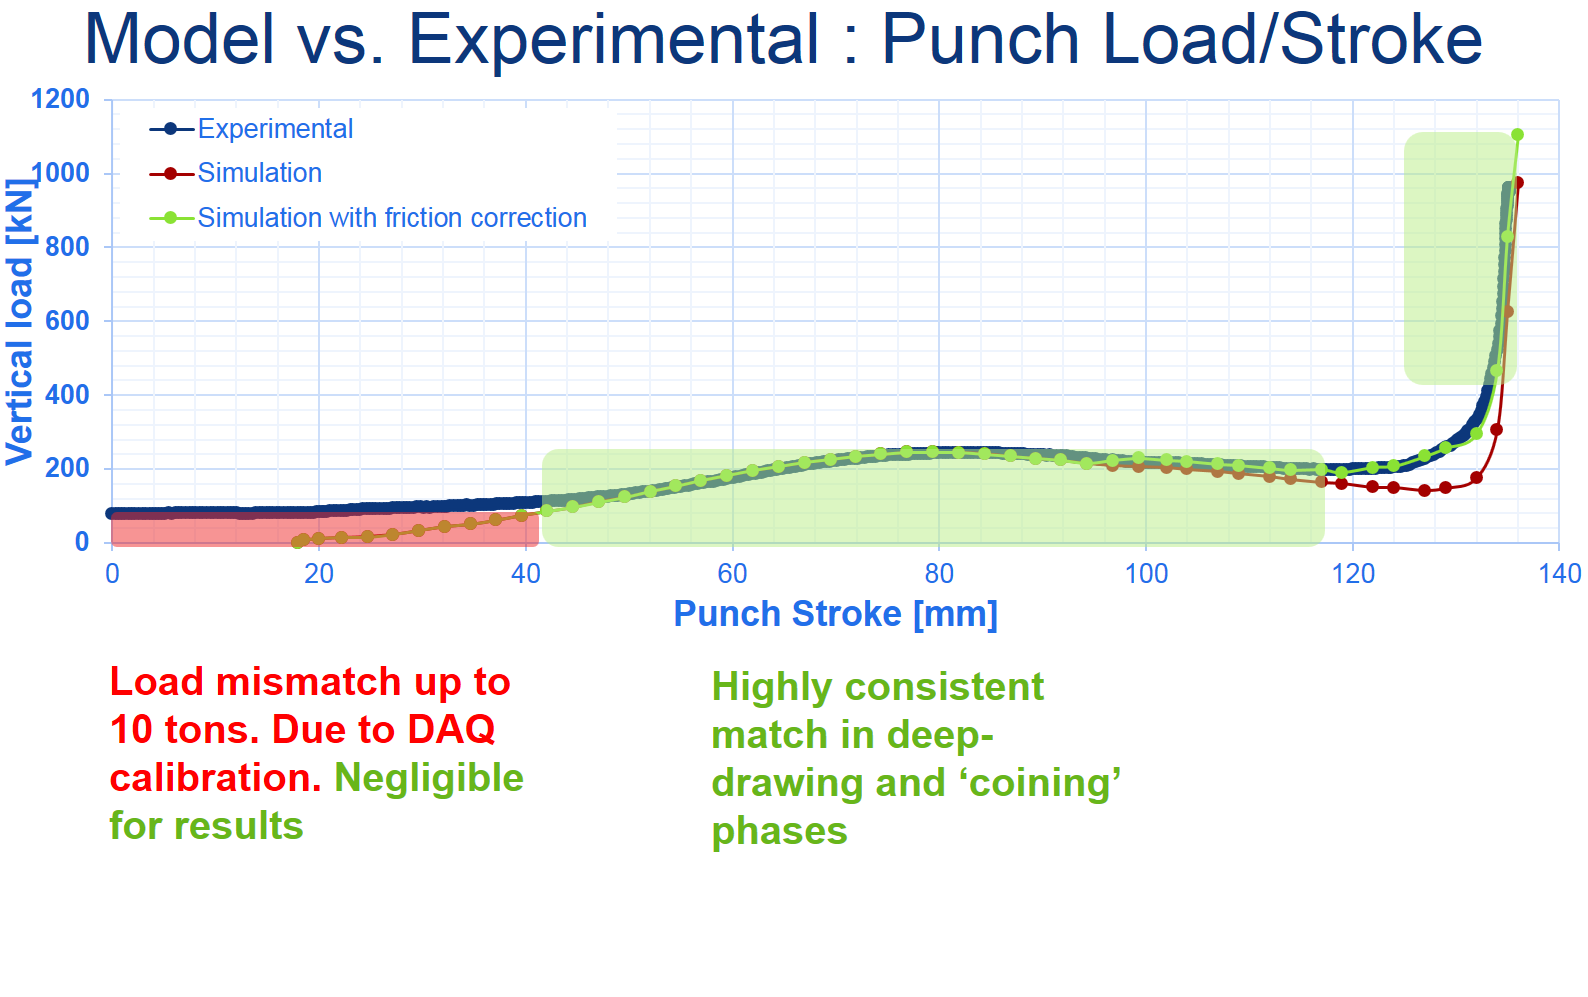 Model vs. Experimental : Punch Load/Stroke
1200
1000
800
600
400
200
0
Vertical load [kN]
Experimental
Simulation
Simulation with friction correction
0 20 40 60 80 100 120 140
Punch Stroke [mm]
Load mismatch up to
10 tons. Due to DAQ
calibration. Negligible
for results
Highly consistent
match in deep-
drawing and ‘coining’
phases